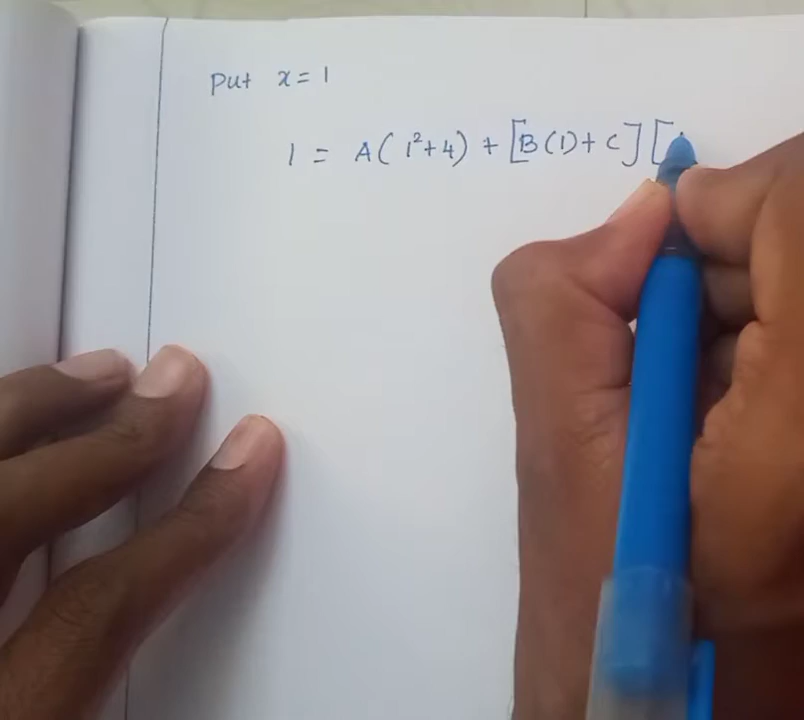 Put x = 1
1 = A(1²+4) + [B(1)+C][